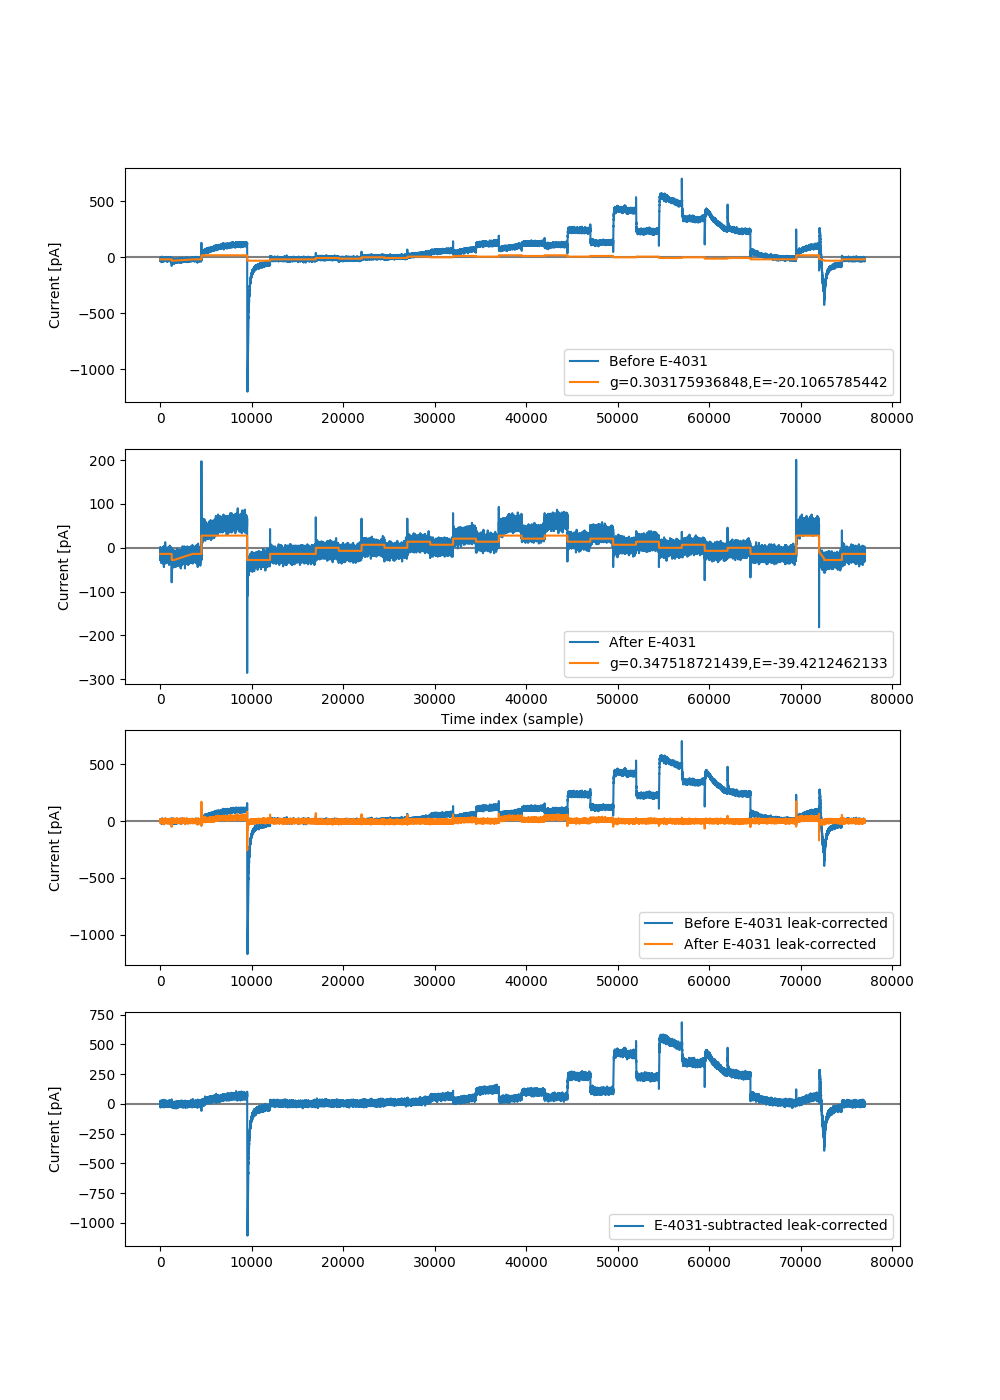 500
0
−500
−1000
Current [pA]
Before E-4031
g=0.303175936848,E=-20.1065785442
0 10000 20000 30000 40000 50000 60000 70000 80000
200
100
0
−100
−200
−300
Current [pA]
After E-4031
g=0.347518721439,E=-39.4212462133
0 10000 20000 30000 40000 50000 60000 70000 80000
Time index (sample)
500
0
−500
−1000
Current [pA]
Before E-4031 leak-corrected
After E-4031 leak-corrected
0 10000 20000 30000 40000 50000 60000 70000 80000
750
500
250
0
−250
−500
−750
−1000
Current [pA]
E-4031-subtracted leak-corrected
0 10000 20000 30000 40000 50000 60000 70000 80000